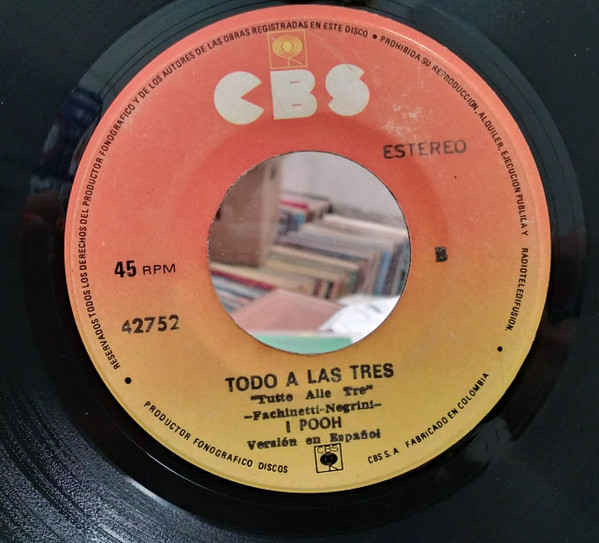 RESERVADOS TODOS LOS DERECHOS DEL PRODUCTOR FONOGRAFICO Y DE LOS AUTORES DE LAS OBRAS REGISTRADAS EN ESTE DISCO • PROHIBIDA SU REPRODUCCION, ALQUILER, EJECUCION PUBLICA Y RADIOTELEDIFUSION.
CBS
ESTEREO
45 RPM
42752
TODO A LAS TRES
"Tutto Alle Tre"
-Fachinetti-Negrini-
I POOH
Versión en Español
CBS
PRODUCTOR FONOGRAFICO DISCOS CBS S.A. FABRICADO EN COLOMBIA